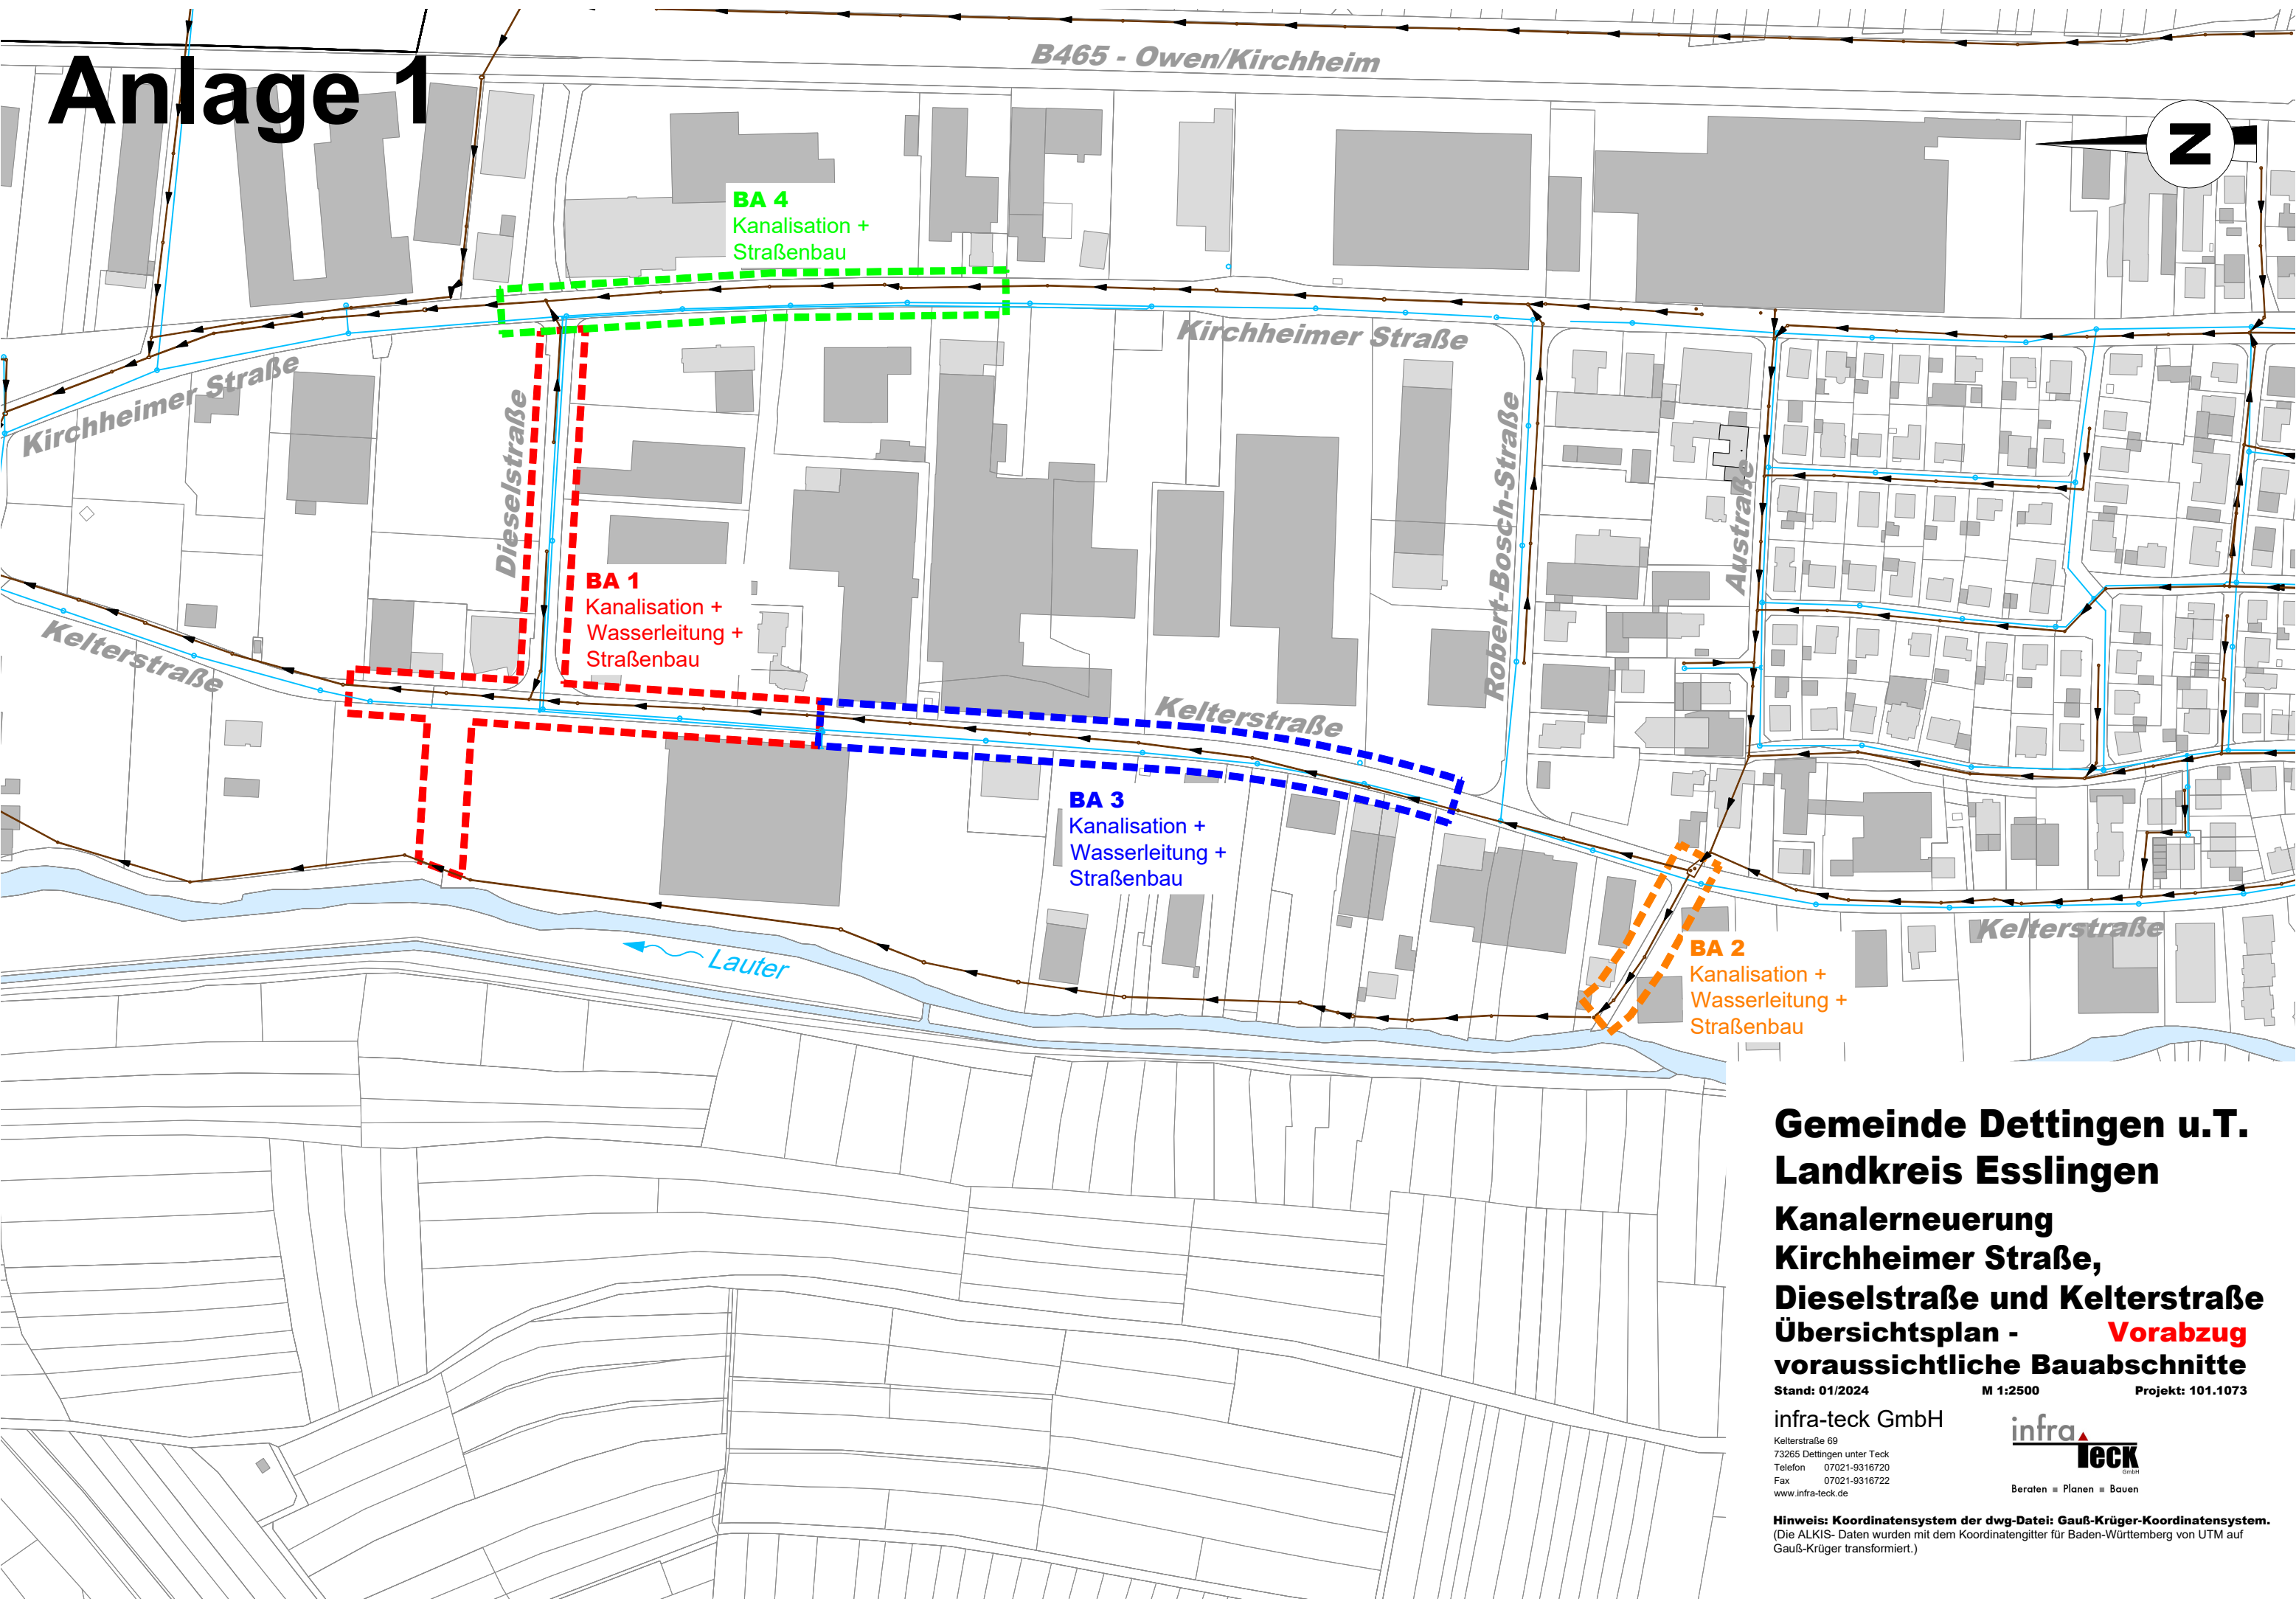 Anlage 1
B465 - Owen/Kirchheim
N
BA 4
Kanalisation +
Straßenbau
Kirchheimer Straße
Kirchheimer Straße
Dieselstraße
Robert-Bosch-Straße
Austraße
BA 1
Kanalisation +
Wasserleitung +
Straßenbau
Kelterstraße
Kelterstraße
BA 3
Kanalisation +
Wasserleitung +
Straßenbau
Kelterstraße
BA 2
Kanalisation +
Wasserleitung +
Straßenbau
Lauter
Gemeinde Dettingen u.T.
Landkreis Esslingen
Kanalerneuerung
Kirchheimer Straße,
Dieselstraße und Kelterstraße
Übersichtsplan - Vorabzug
voraussichtliche Bauabschnitte
Stand: 01/2024 M 1:2500 Projekt: 101.1073
infra-teck GmbH
Kelterstraße 69
73265 Dettingen unter Teck
Telefon 07021-9316720
Fax 07021-9316722
www.infra-teck.de
infra
Teck
GmbH
Beraten Planen Bauen
Hinweis: Koordinatensystem der dwg-Datei: Gauß-Krüger-Koordinatensystem.
(Die ALKIS- Daten wurden mit dem Koordinatengitter für Baden-Württemberg von UTM auf
Gauß-Krüger transformiert.)